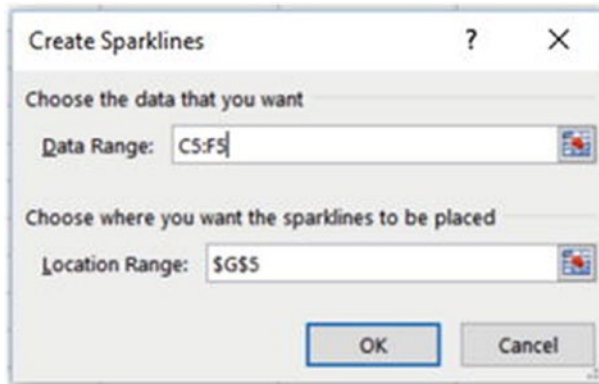 Create Sparklines ? X
Choose the data that you want
Data Range: C5:F5
Choose where you want the sparklines to be placed
Location Range: $G$5
OK Cancel